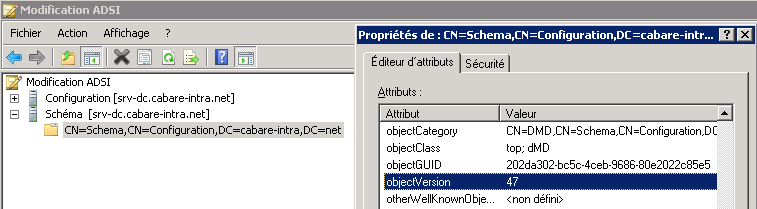 Modification ADSI
Fichier Action Affichage ?
Modification ADSI
Configuration [srv-dc.cabare-intra.net]
Schéma [srv-dc.cabare-intra.net]
CN=Schema,CN=Configuration,DC=cabare-intra,DC=net
Propriétés de : CN=Schema,CN=Configuration,DC=cabare-intr...
Éditeur d'attributs Sécurité
Attributs :
Attribut Valeur
objectCategory CN=DMD,CN=Schema,CN=Configuration,DC
objectClass top; dMD
objectGUID 202da302-bc5c-4ceb-9686-80e2022c85e5
objectVersion 47
otherWellKnownObje... <non défini>